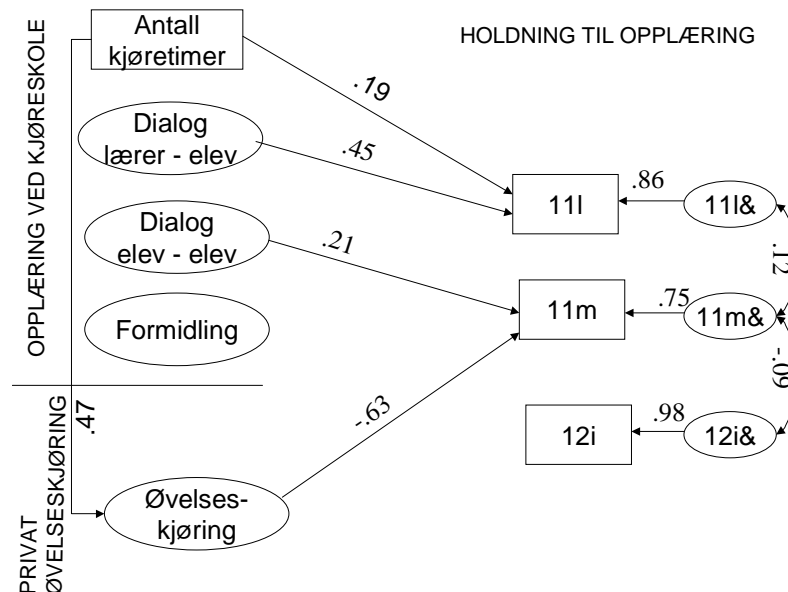 HOLDNING TIL OPPLÆRING
OPPLÆRING VED KJØRESKOLE
Antall
kjøretimer
.19
Dialog
lærer - elev
.45
11l
.86
11l&
.12
Dialog
elev - elev
.21
11m
.75
11m&
-.09
Formidling
PRIVAT
ØVELSESKJØRING
.47
-.63
12i
.98
12i&
Øvelses-
kjøring